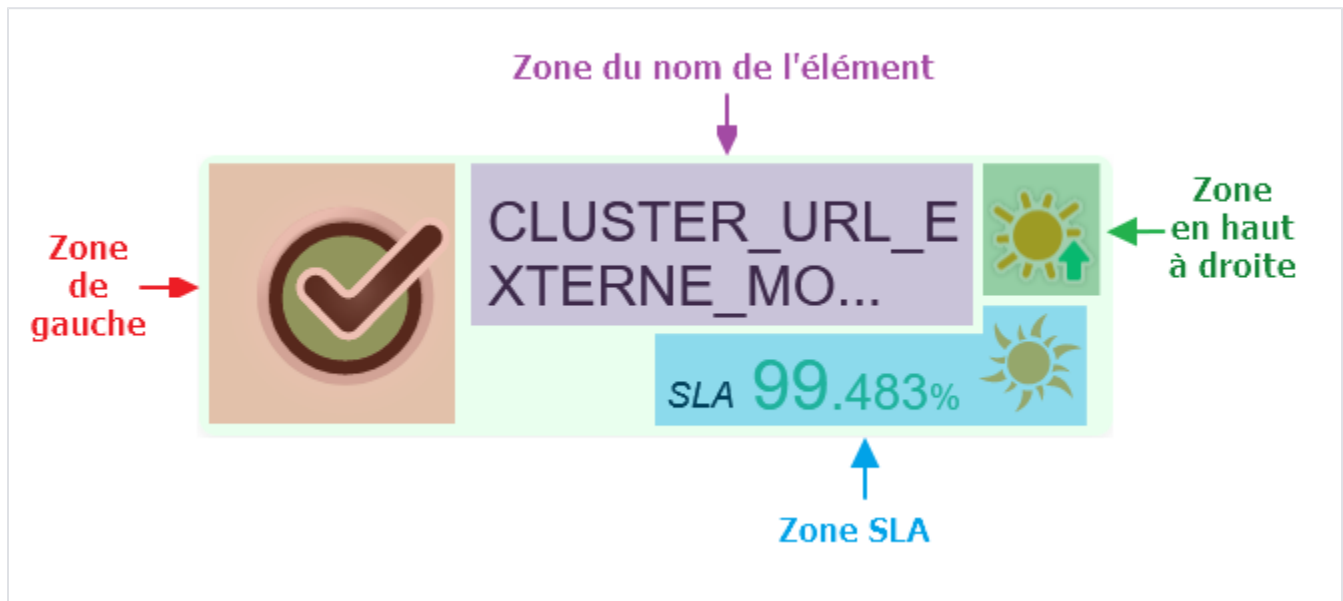 Zone du nom de l'élément
CLUSTER_URL_E
XTERNE_MO...
Zone
en haut
à droite
Zone
de
gauche
SLA 99.483%
Zone SLA